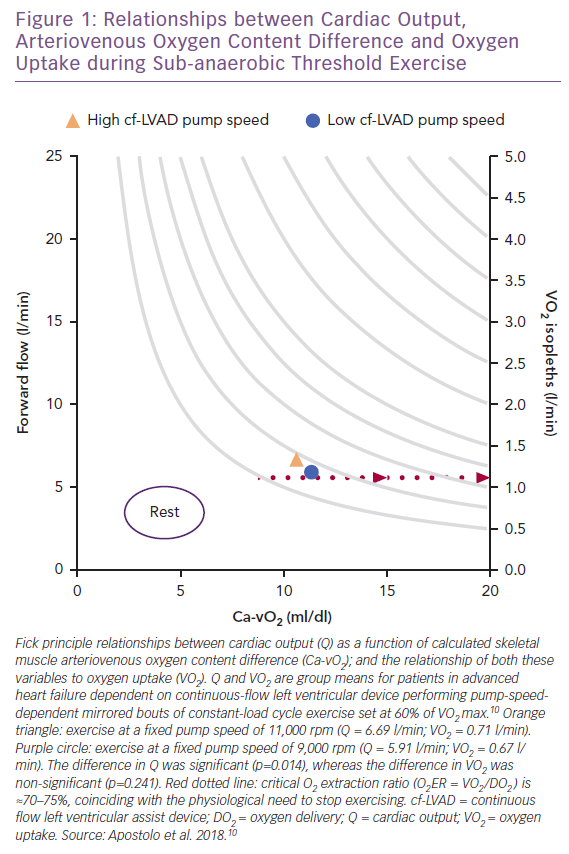 Figure 1: Relationships between Cardiac Output,
Arteriovenous Oxygen Content Difference and Oxygen
Uptake during Sub-anaerobic Threshold Exercise
High cf-LVAD pump speed
Low cf-LVAD pump speed
25
20
15
10
5
0
Forward flow (l/min)
5.0
4.5
4.0
3.5
3.0
2.5
2.0
1.5
1.0
0.5
0.0
VO₂ isopleths (l/min)
Rest
0 5 10 15 20
Ca-vO₂ (ml/dl)
Fick principle relationships between cardiac output (Q) as a function of calculated skeletal
muscle arteriovenous oxygen content difference (Ca-vO₂); and the relationship of both these
variables to oxygen uptake (VO₂). Q and VO₂ are group means for patients in advanced
heart failure dependent on continuous-flow left ventricular device performing pump-speed-
dependent mirrored bouts of constant-load cycle exercise set at 60% of VO₂max.¹⁰ Orange
triangle: exercise at a fixed pump speed of 11,000 rpm (Q = 6.69 l/min; VO₂ = 0.71 l/min).
Purple circle: exercise at a fixed pump speed of 9,000 rpm (Q = 5.91 l/min; VO₂ = 0.67 l/
min). The difference in Q was significant (p=0.014), whereas the difference in VO₂ was
non-significant (p=0.241). Red dotted line: critical O₂ extraction ratio (O₂ER = VO₂/DO₂) is
≈70–75%, coinciding with the physiological need to stop exercising. cf-LVAD = continuous
flow left ventricular assist device; DO₂ = oxygen delivery; Q = cardiac output; VO₂ = oxygen
uptake. Source: Apostolo et al. 2018.¹⁰